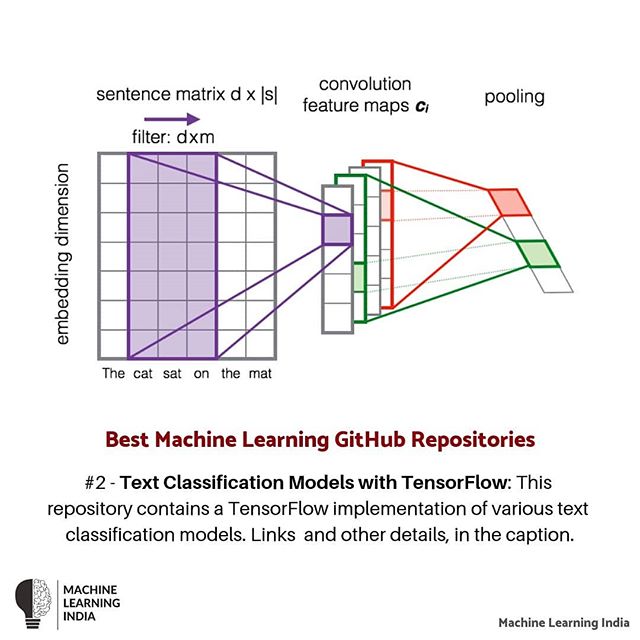 sentence matrix d x |s|
filter: dxm
convolution
feature maps cᵢ
pooling
embedding dimension
The cat sat on the mat
Best Machine Learning GitHub Repositories
#2 - Text Classification Models with TensorFlow: This
repository contains a TensorFlow implementation of various text
classification models. Links and other details, in the caption.
MACHINE
LEARNING
INDIA
Machine Learning India